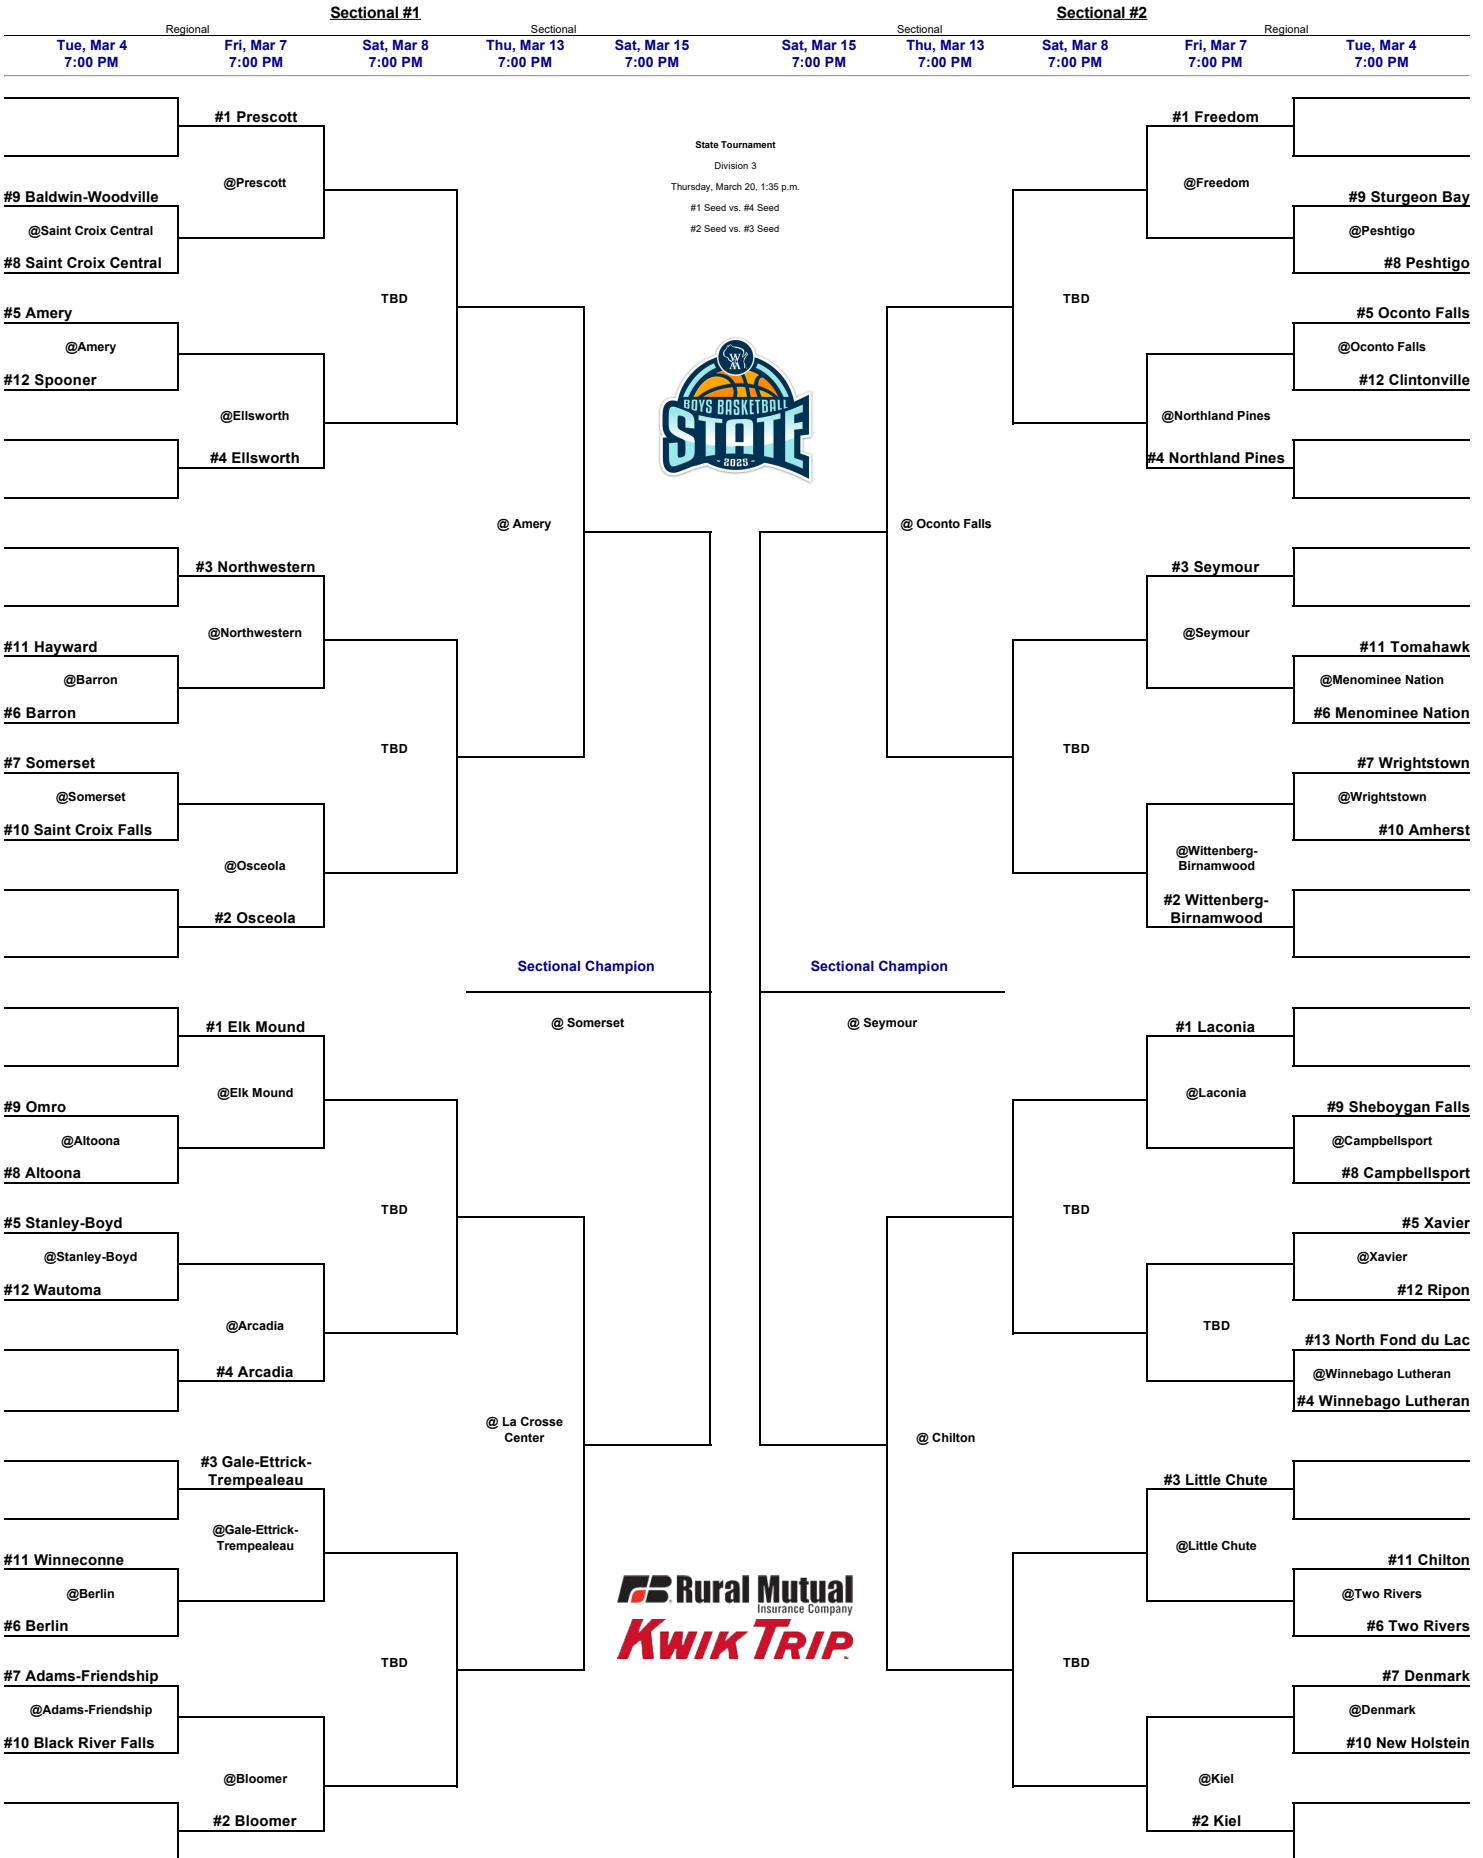 Sectional #1
Sectional #2
Regional
Sectional
Sectional
Regional
Tue, Mar 4
7:00 PM
Fri, Mar 7
7:00 PM
Sat, Mar 8
7:00 PM
Thu, Mar 13
7:00 PM
Sat, Mar 15
7:00 PM
Sat, Mar 15
7:00 PM
Thu, Mar 13
7:00 PM
Sat, Mar 8
7:00 PM
Fri, Mar 7
7:00 PM
Tue, Mar 4
7:00 PM
#1 Prescott
@Prescott
#9 Baldwin-Woodville
@Saint Croix Central
#8 Saint Croix Central
TBD
#5 Amery
@Amery
#12 Spooner
@Ellsworth
#4 Ellsworth
@ Amery
#3 Northwestern
@Northwestern
#11 Hayward
@Barron
#6 Barron
TBD
#7 Somerset
@Somerset
#10 Saint Croix Falls
@Osceola
#2 Osceola
Sectional Champion
@ Somerset
#1 Elk Mound
@Elk Mound
#9 Omro
@Altoona
#8 Altoona
TBD
#5 Stanley-Boyd
@Stanley-Boyd
#12 Wautoma
@Arcadia
#4 Arcadia
@ La Crosse
Center
#3 Gale-Ettrick-
Trempealeau
@Gale-Ettrick-
Trempealeau
#11 Winneconne
@Berlin
#6 Berlin
TBD
#7 Adams-Friendship
@Adams-Friendship
#10 Black River Falls
@Bloomer
#2 Bloomer
State Tournament
Division 3
Thursday, March 20, 1:35 p.m.
#1 Seed vs. #4 Seed
#2 Seed vs. #3 Seed
WIAA
BOYS BASKETBALL
STATE
- 2025 -
Rural Mutual
Insurance Company
KWIK TRIP
#1 Freedom
@Freedom
#9 Sturgeon Bay
@Peshtigo
#8 Peshtigo
TBD
#5 Oconto Falls
@Oconto Falls
#12 Clintonville
@Northland Pines
#4 Northland Pines
@ Oconto Falls
#3 Seymour
@Seymour
#11 Tomahawk
@Menominee Nation
#6 Menominee Nation
TBD
#7 Wrightstown
@Wrightstown
#10 Amherst
@Wittenberg-
Birnamwood
#2 Wittenberg-
Birnamwood
Sectional Champion
@ Seymour
#1 Laconia
@Laconia
#9 Sheboygan Falls
@Campbellsport
#8 Campbellsport
TBD
#5 Xavier
@Xavier
#12 Ripon
TBD
#13 North Fond du Lac
@Winnebago Lutheran
#4 Winnebago Lutheran
@ Chilton
#3 Little Chute
@Little Chute
#11 Chilton
@Two Rivers
#6 Two Rivers
TBD
#7 Denmark
@Denmark
#10 New Holstein
@Kiel
#2 Kiel